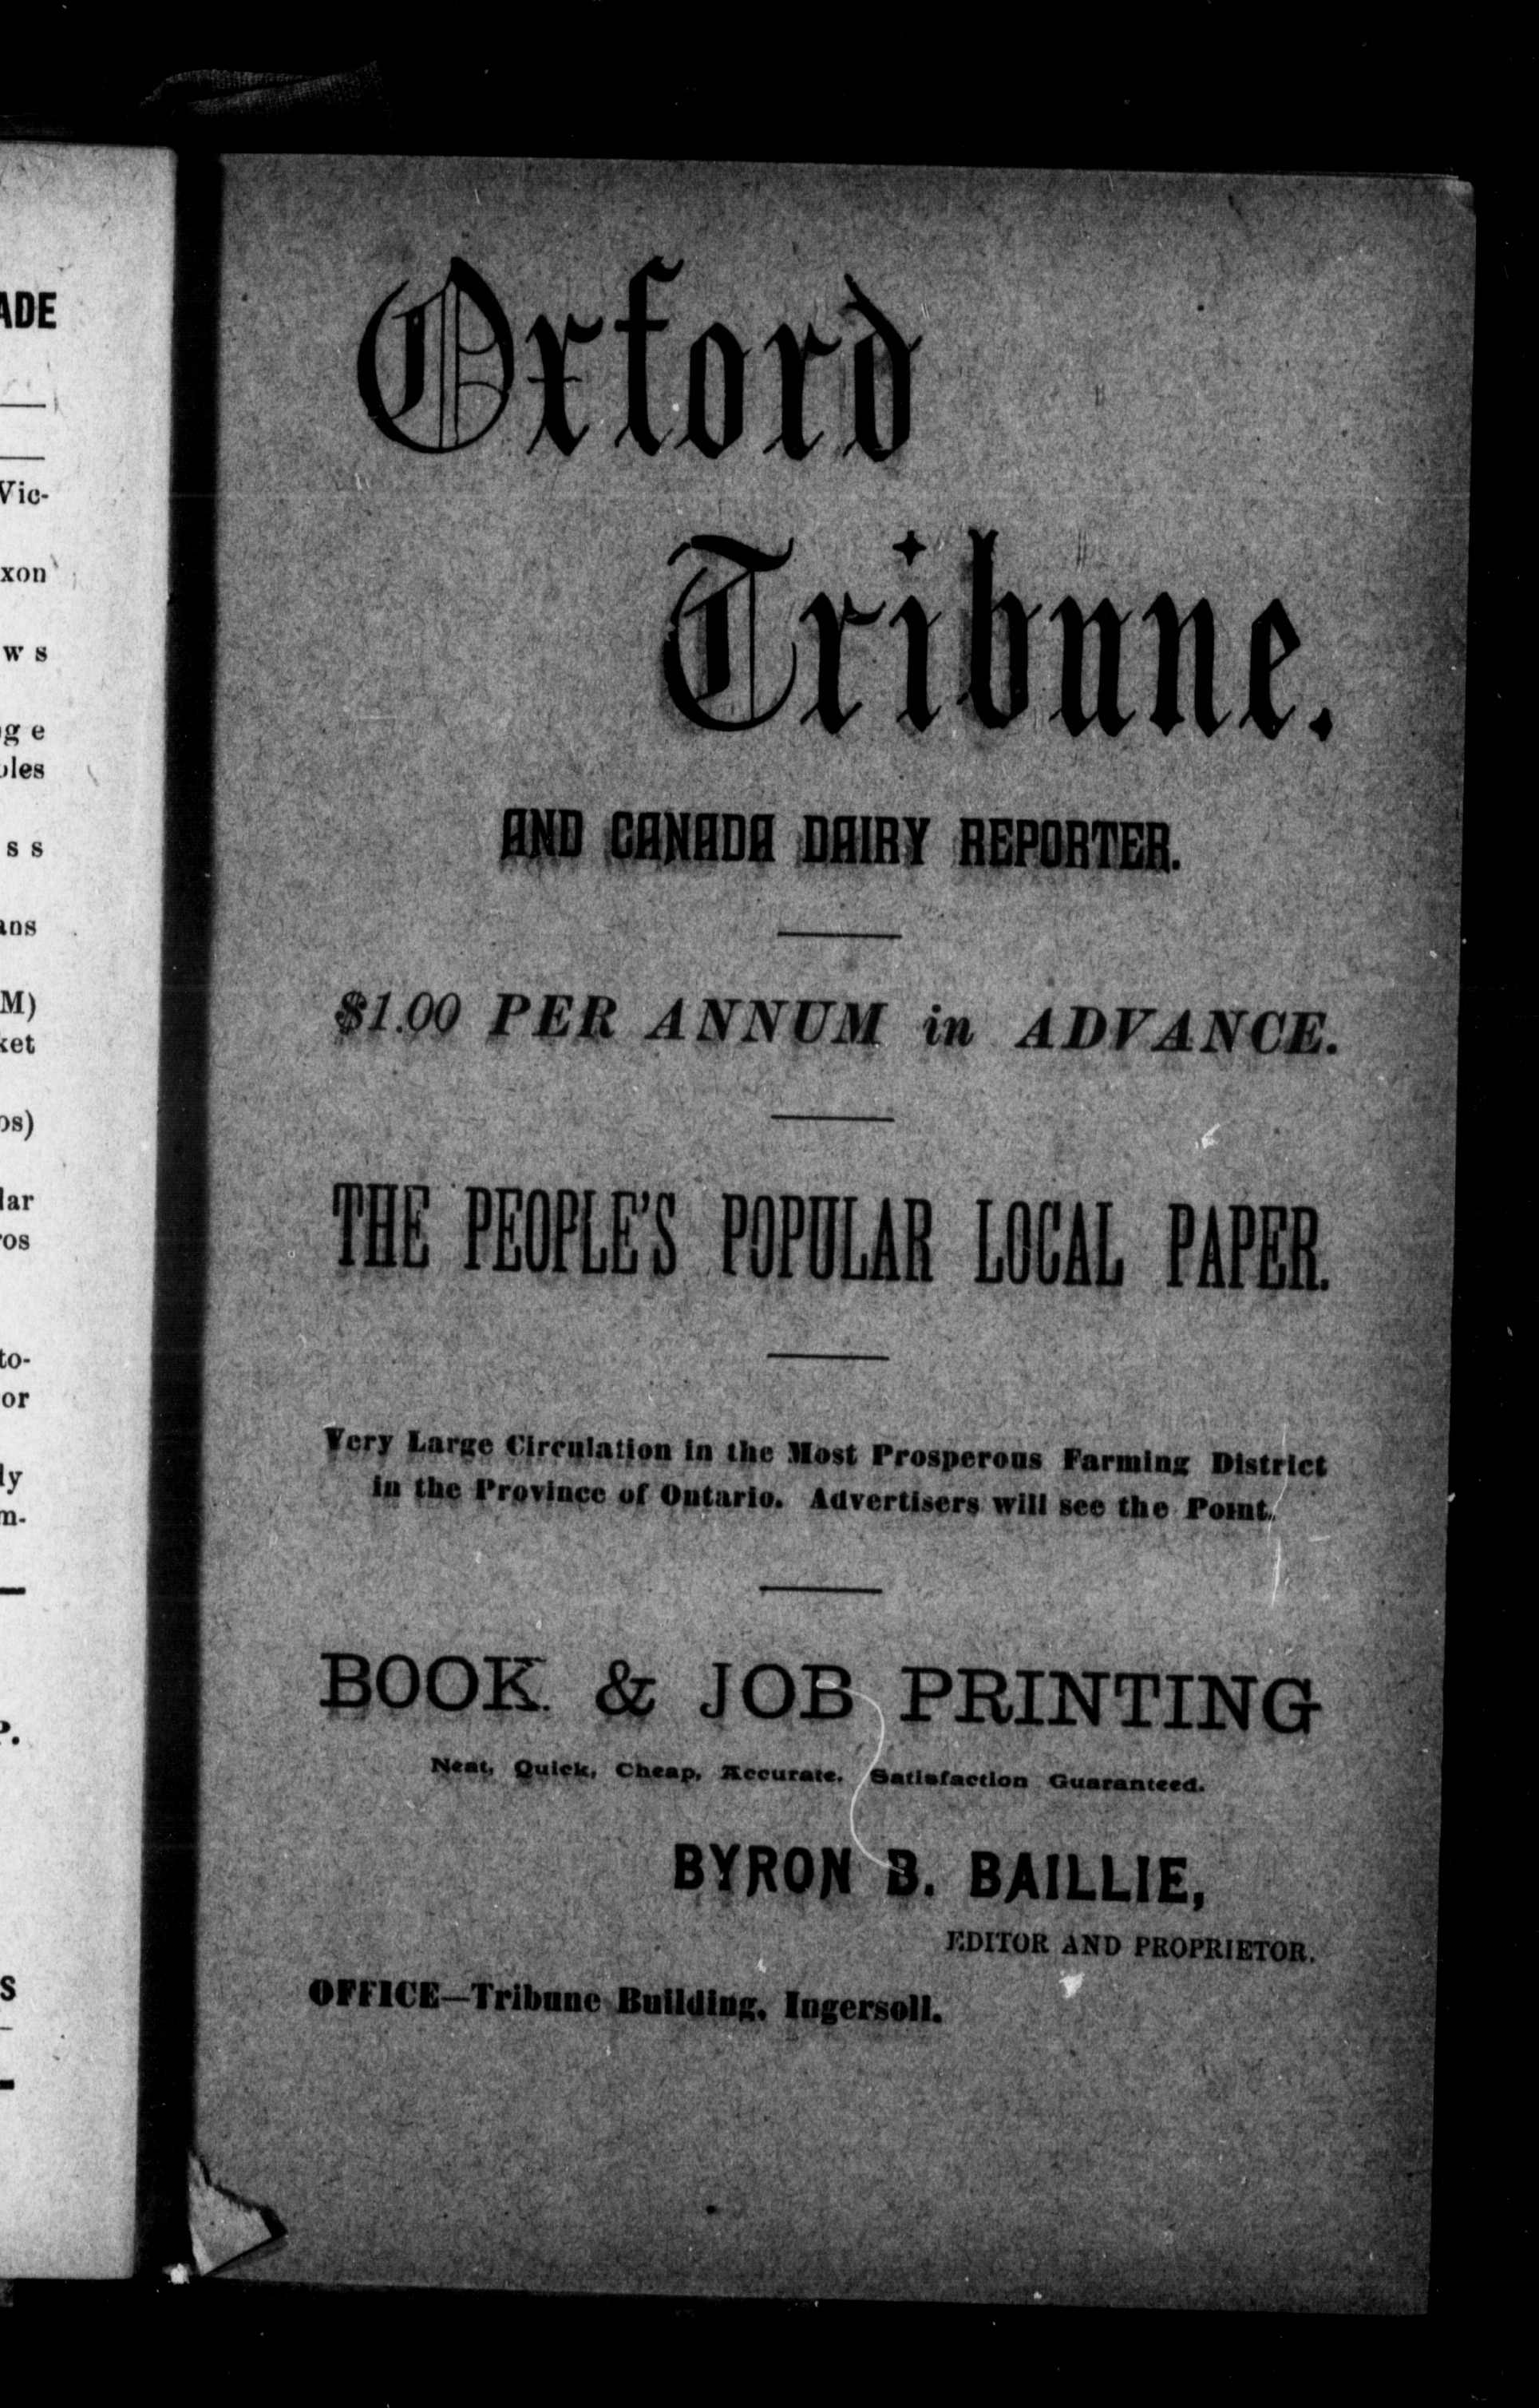 ADE
Vic-
xon
w s
g e
les
s s
ans
M)
ket
os)
lar
ros
to-
or
ly
m-
P.
S
Oxford
Tribune.
AND CANADA DAIRY REPORTER.
$1.00 PER ANNUM in ADVANCE.
THE PEOPLE'S POPULAR LOCAL PAPER.
Very Large Circulation in the Most Prosperous Farming District
in the Province of Ontario. Advertisers will see the Point.
BOOK & JOB PRINTING
Neat, Quick, Cheap, Accurate. Satisfaction Guaranteed.
BYRON B. BAILLIE,
EDITOR AND PROPRIETOR.
OFFICE—Tribune Building, Ingersoll.